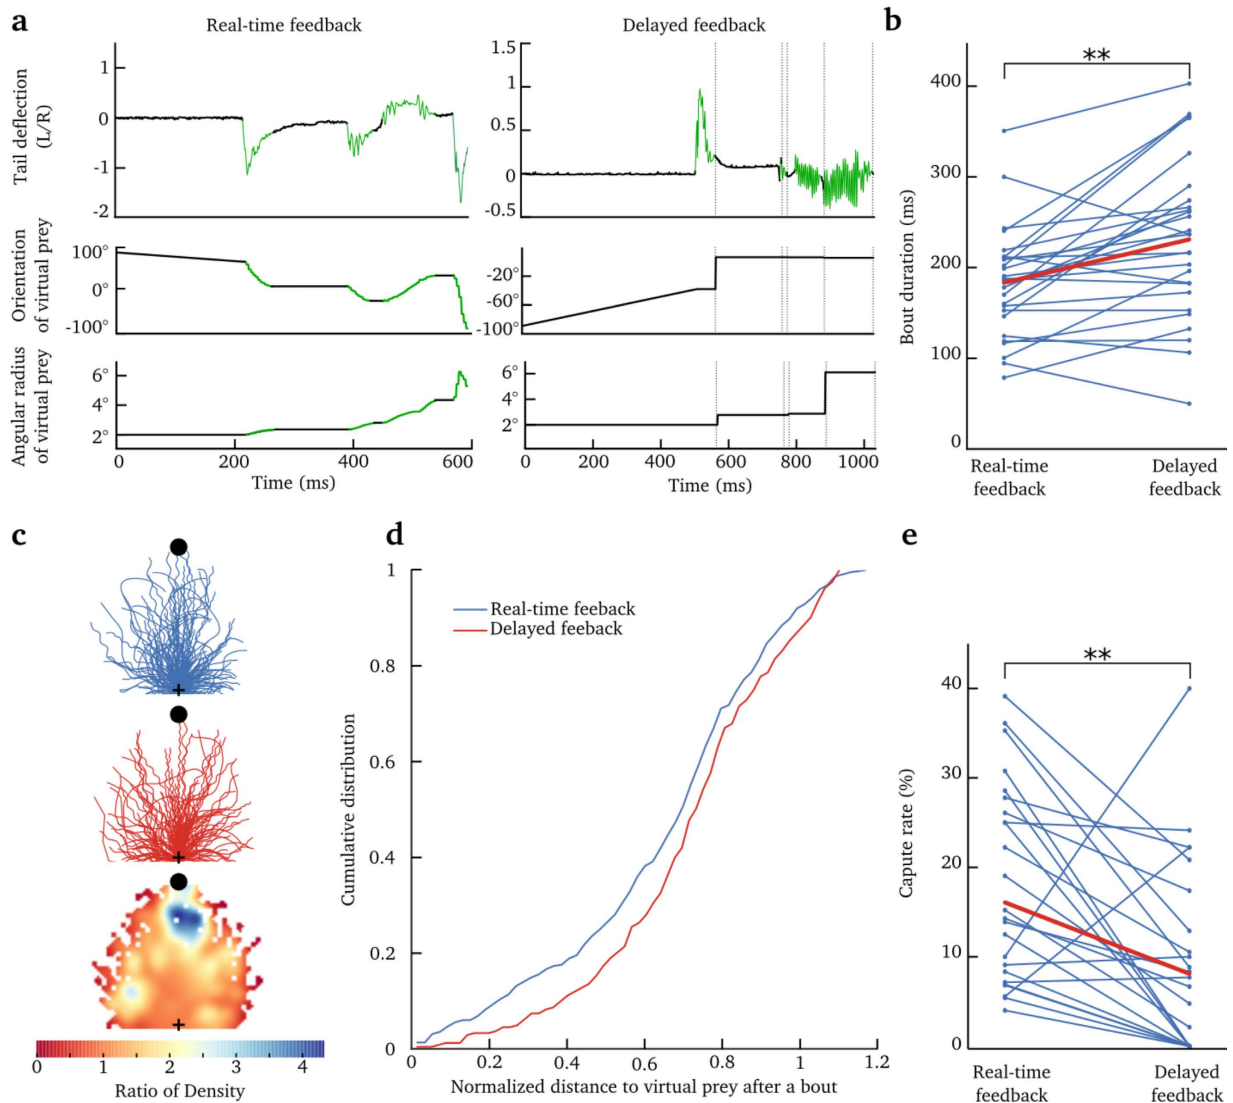 a
Real-time feedback
Delayed feedback
Tail deflection
(L/R)
1
0
-1
-2
1.5
1
0.5
0
-0.5
Orientation
of virtual prey
100°
0°
-100°
-20°
-60°
-100°
Angular radius
of virtual prey
6°
4°
2°
6°
4°
2°
0 200 400 600
Time (ms)
0 200 400 600 800 1000
Time (ms)
b
**
Bout duration (ms)
400
300
200
100
0
Real-time
feedback
Delayed
feedback
c
0 1 2 3 4
Ratio of Density
d
Real-time feeback
Delayed feeback
Cumulative distribution
1
0.8
0.6
0.4
0.2
0
0 0.2 0.4 0.6 0.8 1 1.2
Normalized distance to virtual prey after a bout
e
**
Capute rate (%)
40
30
20
10
0
Real-time
feedback
Delayed
feedback